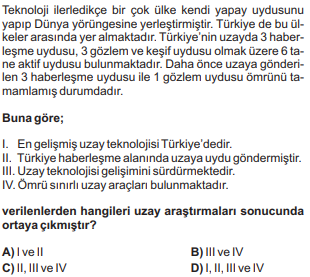 Teknoloji ilerledikçe bir çok ülke kendi yapay uydusunu
yapıp Dünya yörüngesine yerleştirmiştir. Türkiye de bu ül-
keler arasında yer almaktadır. Türkiye'nin uzayda 3 haber-
leşme uydusu, 3 gözlem ve keşif uydusu olmak üzere 6 ta-
ne aktif uydusu bulunmaktadır. Daha önce uzaya gönderi-
len 3 haberleşme uydusu ile 1 gözlem uydusu ömrünü ta-
mamlamış durumdadır.
Buna göre;
I. En gelişmiş uzay teknolojisi Türkiye'dedir.
II. Türkiye haberleşme alanında uzaya uydu göndermiştir.
III. Uzay teknolojisi gelişimini sürdürmektedir.
IV. Ömrü sınırlı uzay araçları bulunmaktadır.
verilenlerden hangileri uzay araştırmaları sonucunda
ortaya çıkmıştır?
A) I ve II B) III ve IV
C) II, III ve IV D) I, II, III ve IV